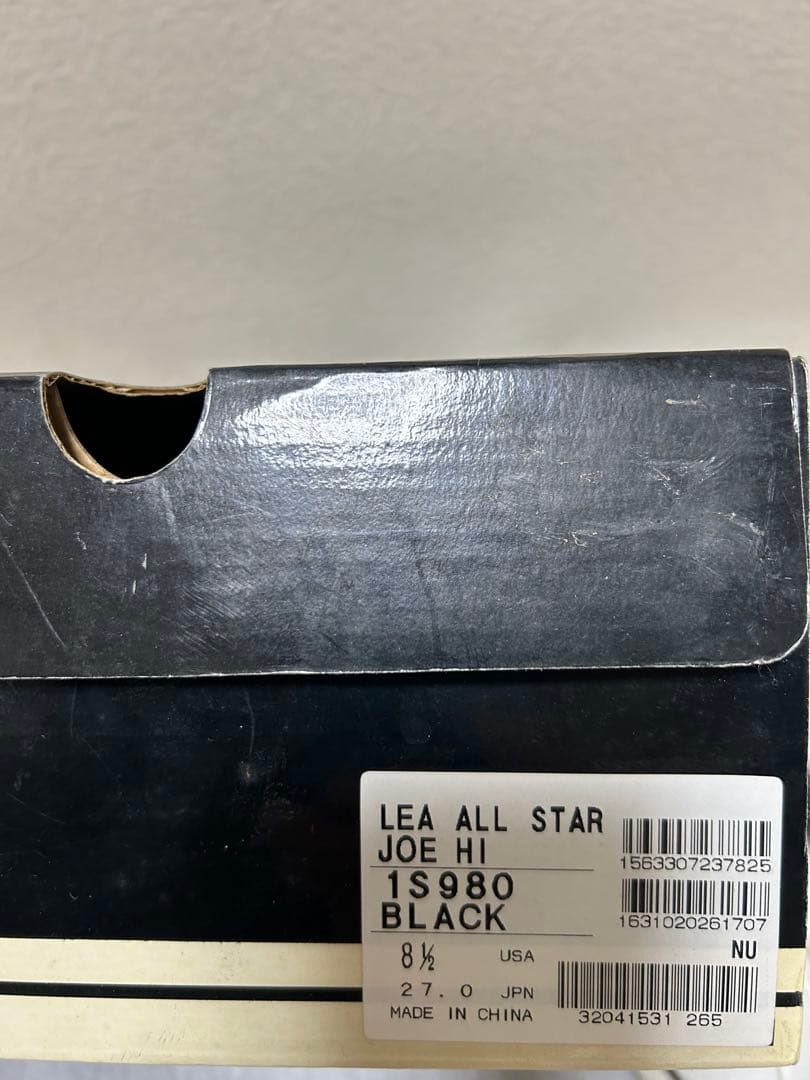 LEA ALL STAR
JOE HI
1S980
BLACK
8½ USA
27.0 JPN
MADE IN CHINA
1563307237825
1631020261707
NU
32041531 265